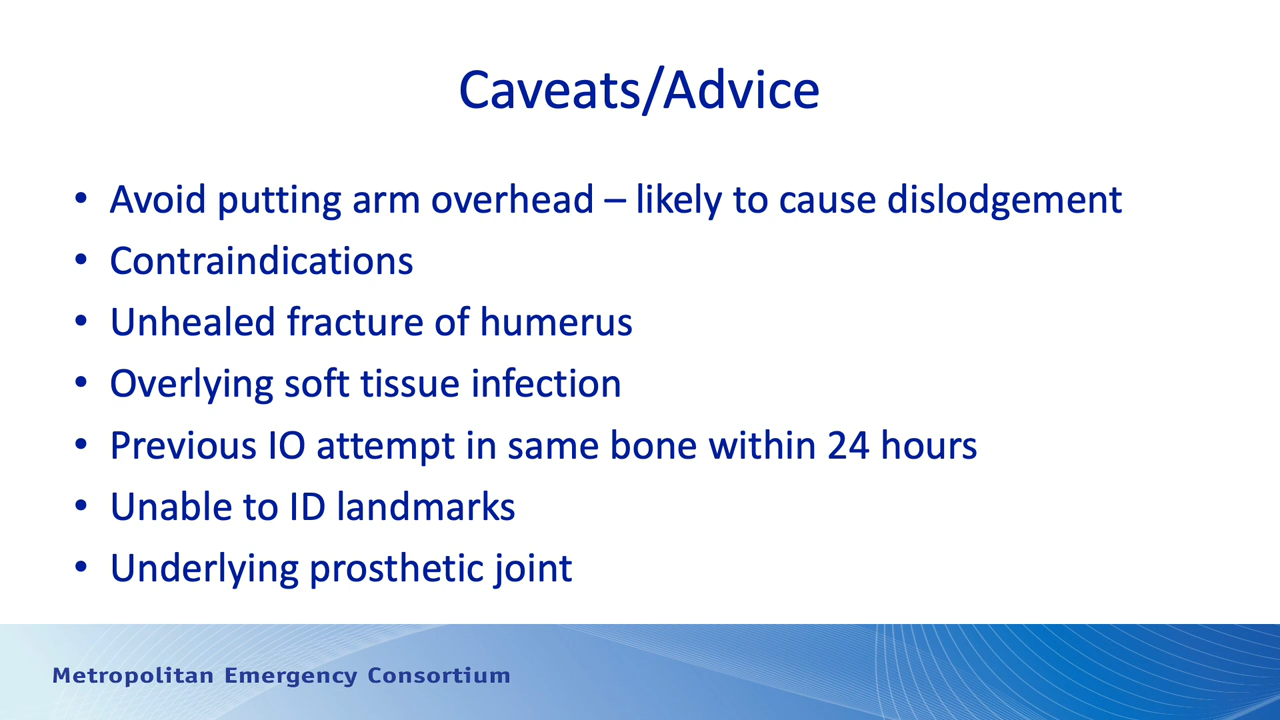 Caveats/Advice
• Avoid putting arm overhead – likely to cause dislodgement
• Contraindications
• Unhealed fracture of humerus
• Overlying soft tissue infection
• Previous IO attempt in same bone within 24 hours
• Unable to ID landmarks
• Underlying prosthetic joint
Metropolitan Emergency Consortium